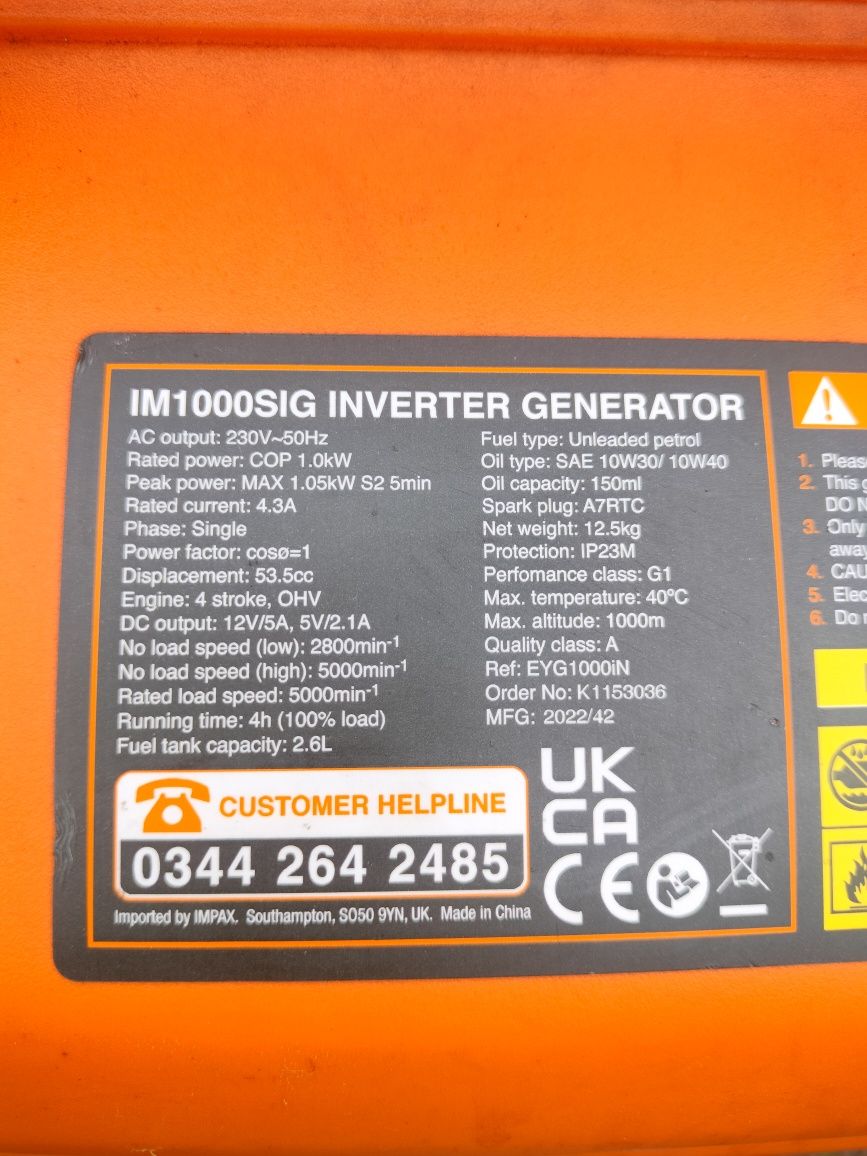 IM1000SIG INVERTER GENERATOR
AC output: 230V~50Hz
Rated power: COP 1.0kW
Peak power: MAX 1.05kW S2 5min
Rated current: 4.3A
Phase: Single
Power factor: cosø=1
Displacement: 53.5cc
Engine: 4 stroke, OHV
DC output: 12V/5A, 5V/2.1A
No load speed (low): 2800min-1
No load speed (high): 5000min-1
Rated load speed: 5000min-1
Running time: 4h (100% load)
Fuel tank capacity: 2.6L
Fuel type: Unleaded petrol
Oil type: SAE 10W30/ 10W40
Oil capacity: 150ml
Spark plug: A7RTC
Net weight: 12.5kg
Protection: IP23M
Perfomance class: G1
Max. temperature: 40ºC
Max. altitude: 1000m
Quality class: A
Ref: EYG1000iN
Order No: K1153036
MFG: 2022/42
CUSTOMER HELPLINE
0344 264 2485
Imported by IMPAX. Southampton, SO50 9YN, UK. Made in China
UK
CA
CE
1.
2. This
DO
3. Only
away
4.
5.
6. Do